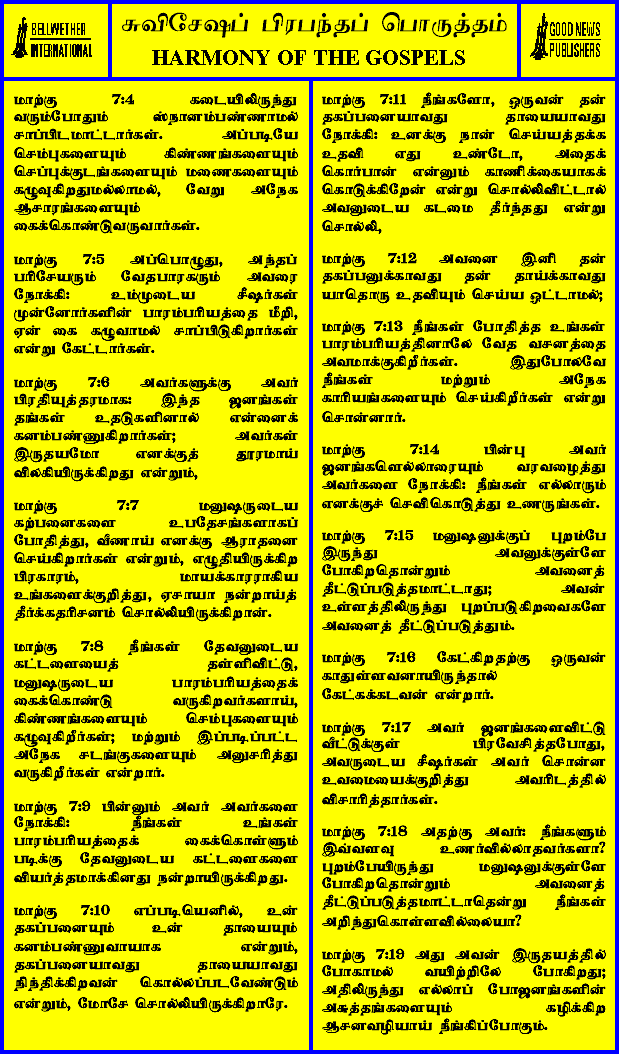 BELLWETHER
INTERNATIONAL
சுவிசேஷப் பிரபந்தப் பொருத்தம்
HARMONY OF THE GOSPELS
GOOD NEWS
PUBLISHERS
மாற்கு 7:4 கடையிலிருந்து
வரும்போதும் ஸ்நானம்பண்ணாமல்
சாப்பிடமாட்டார்கள். அப்படியே
செம்புகளையும் கிண்ணங்களையும்
செப்புக்குடங்களையும் மணைகளையும்
கழுவுகிறதுமல்லாமல், வேறு அநேக
ஆசாரங்களையும்
கைக்கொண்டுவருவார்கள்.
மாற்கு 7:5 அப்பொழுது, அந்தப்
பரிசேயரும் வேதபாரகரும் அவரை
நோக்கி: உம்முடைய சீஷர்கள்
முன்னோர்களின் பாரம்பரியத்தை மீறி,
ஏன் கை கழுவாமல் சாப்பிடுகிறார்கள்
என்று கேட்டார்கள்.
மாற்கு 7:6 அவர்களுக்கு அவர்
பிரதியுத்தரமாக: இந்த ஜனங்கள்
தங்கள் உதடுகளினால் என்னைக்
கனம்பண்ணுகிறார்கள்; அவர்கள்
இருதயமோ எனக்குத் தூரமாய்
விலகியிருக்கிறது என்றும்,
மாற்கு 7:7 மனுஷருடைய
கற்பனைகளை உபதேசங்களாகப்
போதித்து, வீணாய் எனக்கு ஆராதனை
செய்கிறார்கள் என்றும், எழுதியிருக்கிற
பிரகாரம், மாயக்காரராகிய
உங்களைக்குறித்து, ஏசாயா நன்றாய்த்
தீர்க்கதரிசனம் சொல்லியிருக்கிறான்.
மாற்கு 7:8 நீங்கள் தேவனுடைய
கட்டளையைத் தள்ளிவிட்டு,
மனுஷருடைய பாரம்பரியத்தைக்
கைக்கொண்டு வருகிறவர்களாய்,
கிண்ணங்களையும் செம்புகளையும்
கழுவுகிறீர்கள்; மற்றும் இப்படிப்பட்ட
அநேக சடங்குகளையும் அனுசரித்து
வருகிறீர்கள் என்றார்.
மாற்கு 7:9 பின்னும் அவர் அவர்களை
நோக்கி: நீங்கள் உங்கள்
பாரம்பரியத்தைக் கைக்கொள்ளும்
படிக்கு தேவனுடைய கட்டளைகளை
வியர்த்தமாக்கினது நன்றாயிருக்கிறது.
மாற்கு 7:10 எப்படியெனில், உன்
தகப்பனையும் உன் தாயையும்
கனம்பண்ணுவாயாக என்றும்,
தகப்பனையாவது தாயையாவது
நிந்திக்கிறவன் கொல்லப்படவேண்டும்
என்றும், மோசே சொல்லியிருக்கிறாரே.
மாற்கு 7:11 நீங்களோ, ஒருவன் தன்
தகப்பனையாவது தாயையாவது
நோக்கி: உனக்கு நான் செய்யத்தக்க
உதவி எது உண்டோ, அதைக்
கொர்பான் என்னும் காணிக்கையாகக்
கொடுக்கிறேன் என்று சொல்லிவிட்டால்
அவனுடைய கடமை தீர்ந்தது என்று
சொல்லி,
மாற்கு 7:12 அவனை இனி தன்
தகப்பனுக்காவது தன் தாய்க்காவது
யாதொரு உதவியும் செய்ய ஒட்டாமல்;
மாற்கு 7:13 நீங்கள் போதித்த உங்கள்
பாரம்பரியத்தினாலே வேத வசனத்தை
அவமாக்குகிறீர்கள். இதுபோலவே
நீங்கள் மற்றும் அநேக
காரியங்களையும் செய்கிறீர்கள் என்று
சொன்னார்.
மாற்கு 7:14 பின்பு அவர்
ஜனங்களெல்லாரையும் வரவழைத்து
அவர்களை நோக்கி: நீங்கள் எல்லாரும்
எனக்குச் செவிகொடுத்து உணருங்கள்.
மாற்கு 7:15 மனுஷனுக்குப் புறம்பே
இருந்து அவனுக்குள்ளே
போகிறதொன்றும் அவனைத்
தீட்டுப்படுத்தமாட்டாது; அவன்
உள்ளத்திலிருந்து புறப்படுகிறவைகளே
அவனைத் தீட்டுப்படுத்தும்.
மாற்கு 7:16 கேட்கிறதற்கு ஒருவன்
காதுள்ளவனாயிருந்தால்
கேட்கக்கடவன் என்றார்.
மாற்கு 7:17 அவர் ஜனங்களைவிட்டு
வீட்டுக்குள் பிரவேசித்தபோது,
அவருடைய சீஷர்கள் அவர் சொன்ன
உவமையைக்குறித்து அவரிடத்தில்
விசாரித்தார்கள்.
மாற்கு 7:18 அதற்கு அவர்: நீங்களும்
இவ்வளவு உணர்வில்லாதவர்களா?
புறம்பேயிருந்து மனுஷனுக்குள்ளே
போகிறதொன்றும் அவனைத்
தீட்டுப்படுத்தமாட்டாதென்று நீங்கள்
அறிந்துகொள்ளவில்லையா?
மாற்கு 7:19 அது அவன் இருதயத்தில்
போகாமல் வயிற்றிலே போகிறது;
அதிலிருந்து எல்லாப் போஜனங்களின்
அசுத்தங்களையும் கழிக்கிற
ஆசனவழியாய் நீங்கிப்போகும்.